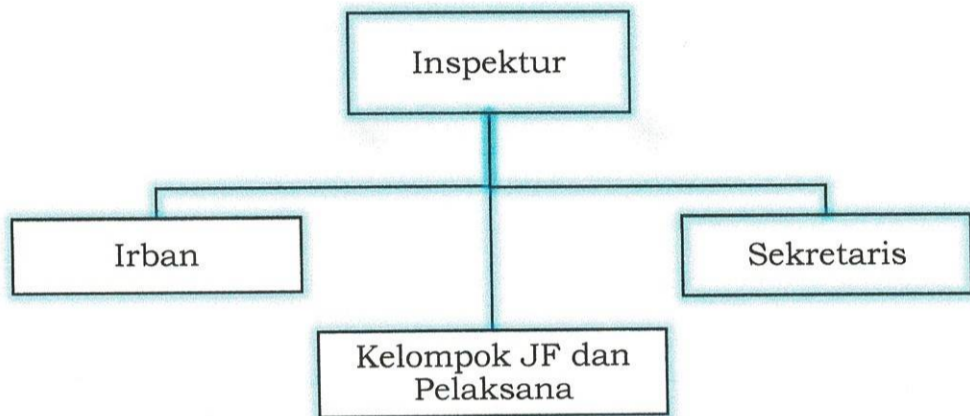 Inspektur
Irban
Sekretaris
Kelompok JF dan
Pelaksana